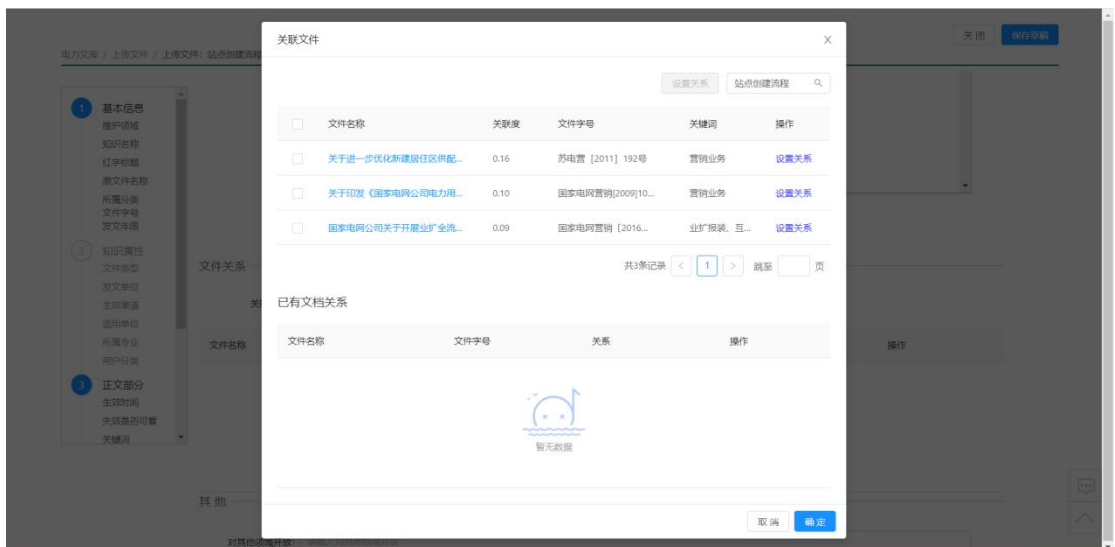 关联文件
关闭
保存草稿
电力文库 / 上传文件 / 上传文件：站点创建流程
设置关系
站点创建流程
1
基本信息
维护领域
知识名称
红字标题
原文件名称
所属分类
文件字号
发文年限
2
知识属性
文件类型
发文单位
生效渠道
适用单位
所属专业
用户分类
3
正文部分
生效时间
失效是否可看
关键词
文件名称 关联度 文件字号 关键词 操作
关于进一步优化新建居住区供配... 0.16 苏电营 [2011] 192号 营销业务 设置关系
关于印发《国家电网公司电力用... 0.10 国家电网营销[2009]10... 营销业务 设置关系
国家电网公司关于开展业扩全流... 0.09 国家电网营销 [2016... 业扩报装、互... 设置关系
共3条记录 < 1 > 跳至 页
文件关系
关
已有文档关系
文件名称
文件名称 文件字号 关系 操作
操作
暂无数据
其他
取消
确定
对其他领域开放